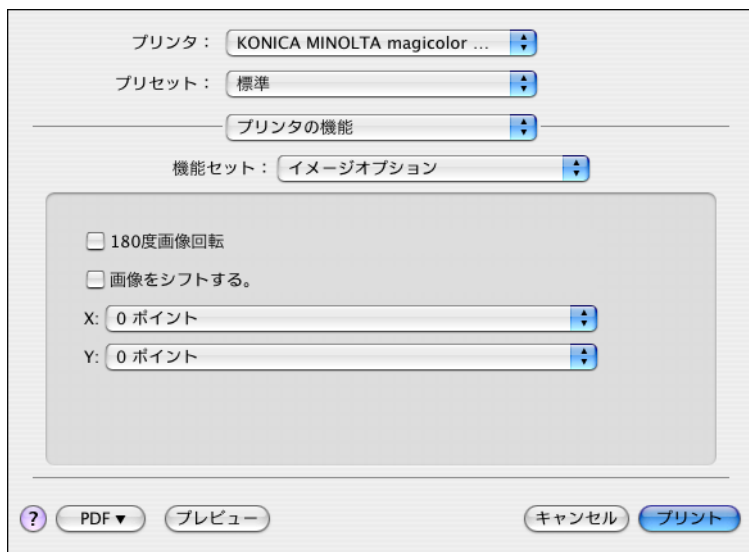 プリンタ： KONICA MINOLTA magicolor ...
プリセット： 標準
プリンタの機能
機能セット： イメージオプション
180度画像回転
画像をシフトする。
X: 0 ポイント
Y: 0 ポイント
? PDF▼ プレビュー キャンセル プリント